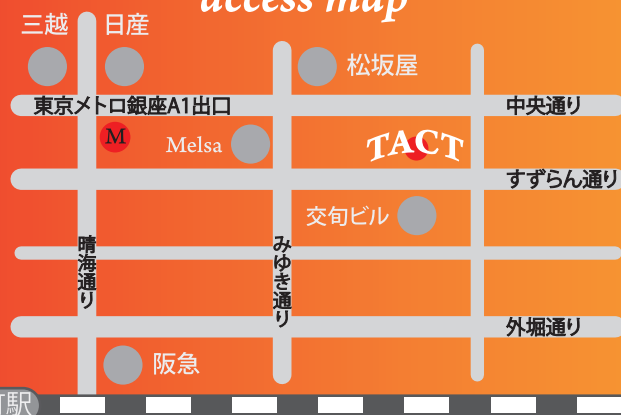 access map
三越
日産
松坂屋
東京メトロ銀座A1出口
中央通り
M
Melsa
TACT
すずらん通り
交旬ビル
晴海通り
みゆき通り
外堀通り
阪急
町駅